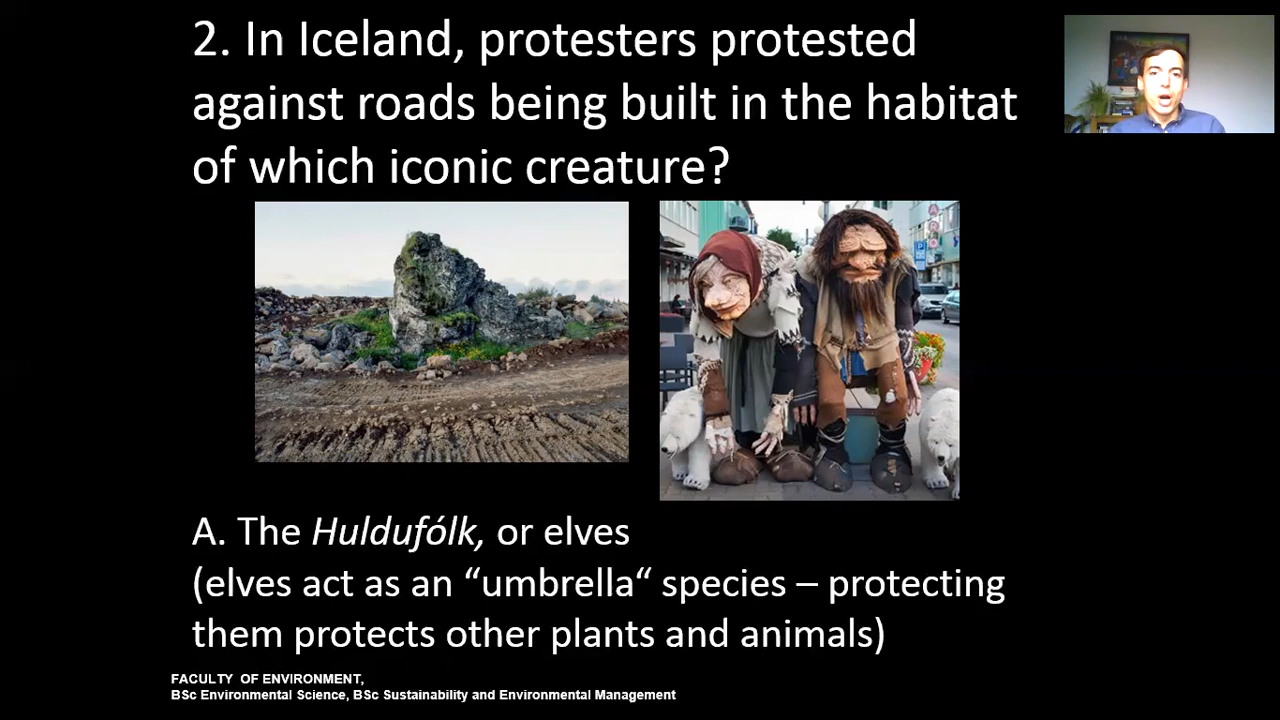 2. In Iceland, protesters protested
against roads being built in the habitat
of which iconic creature?
A. The Huldufólk, or elves
(elves act as an “umbrella“ species – protecting
them protects other plants and animals)
FACULTY OF ENVIRONMENT,
BSc Environmental Science, BSc Sustainability and Environmental Management